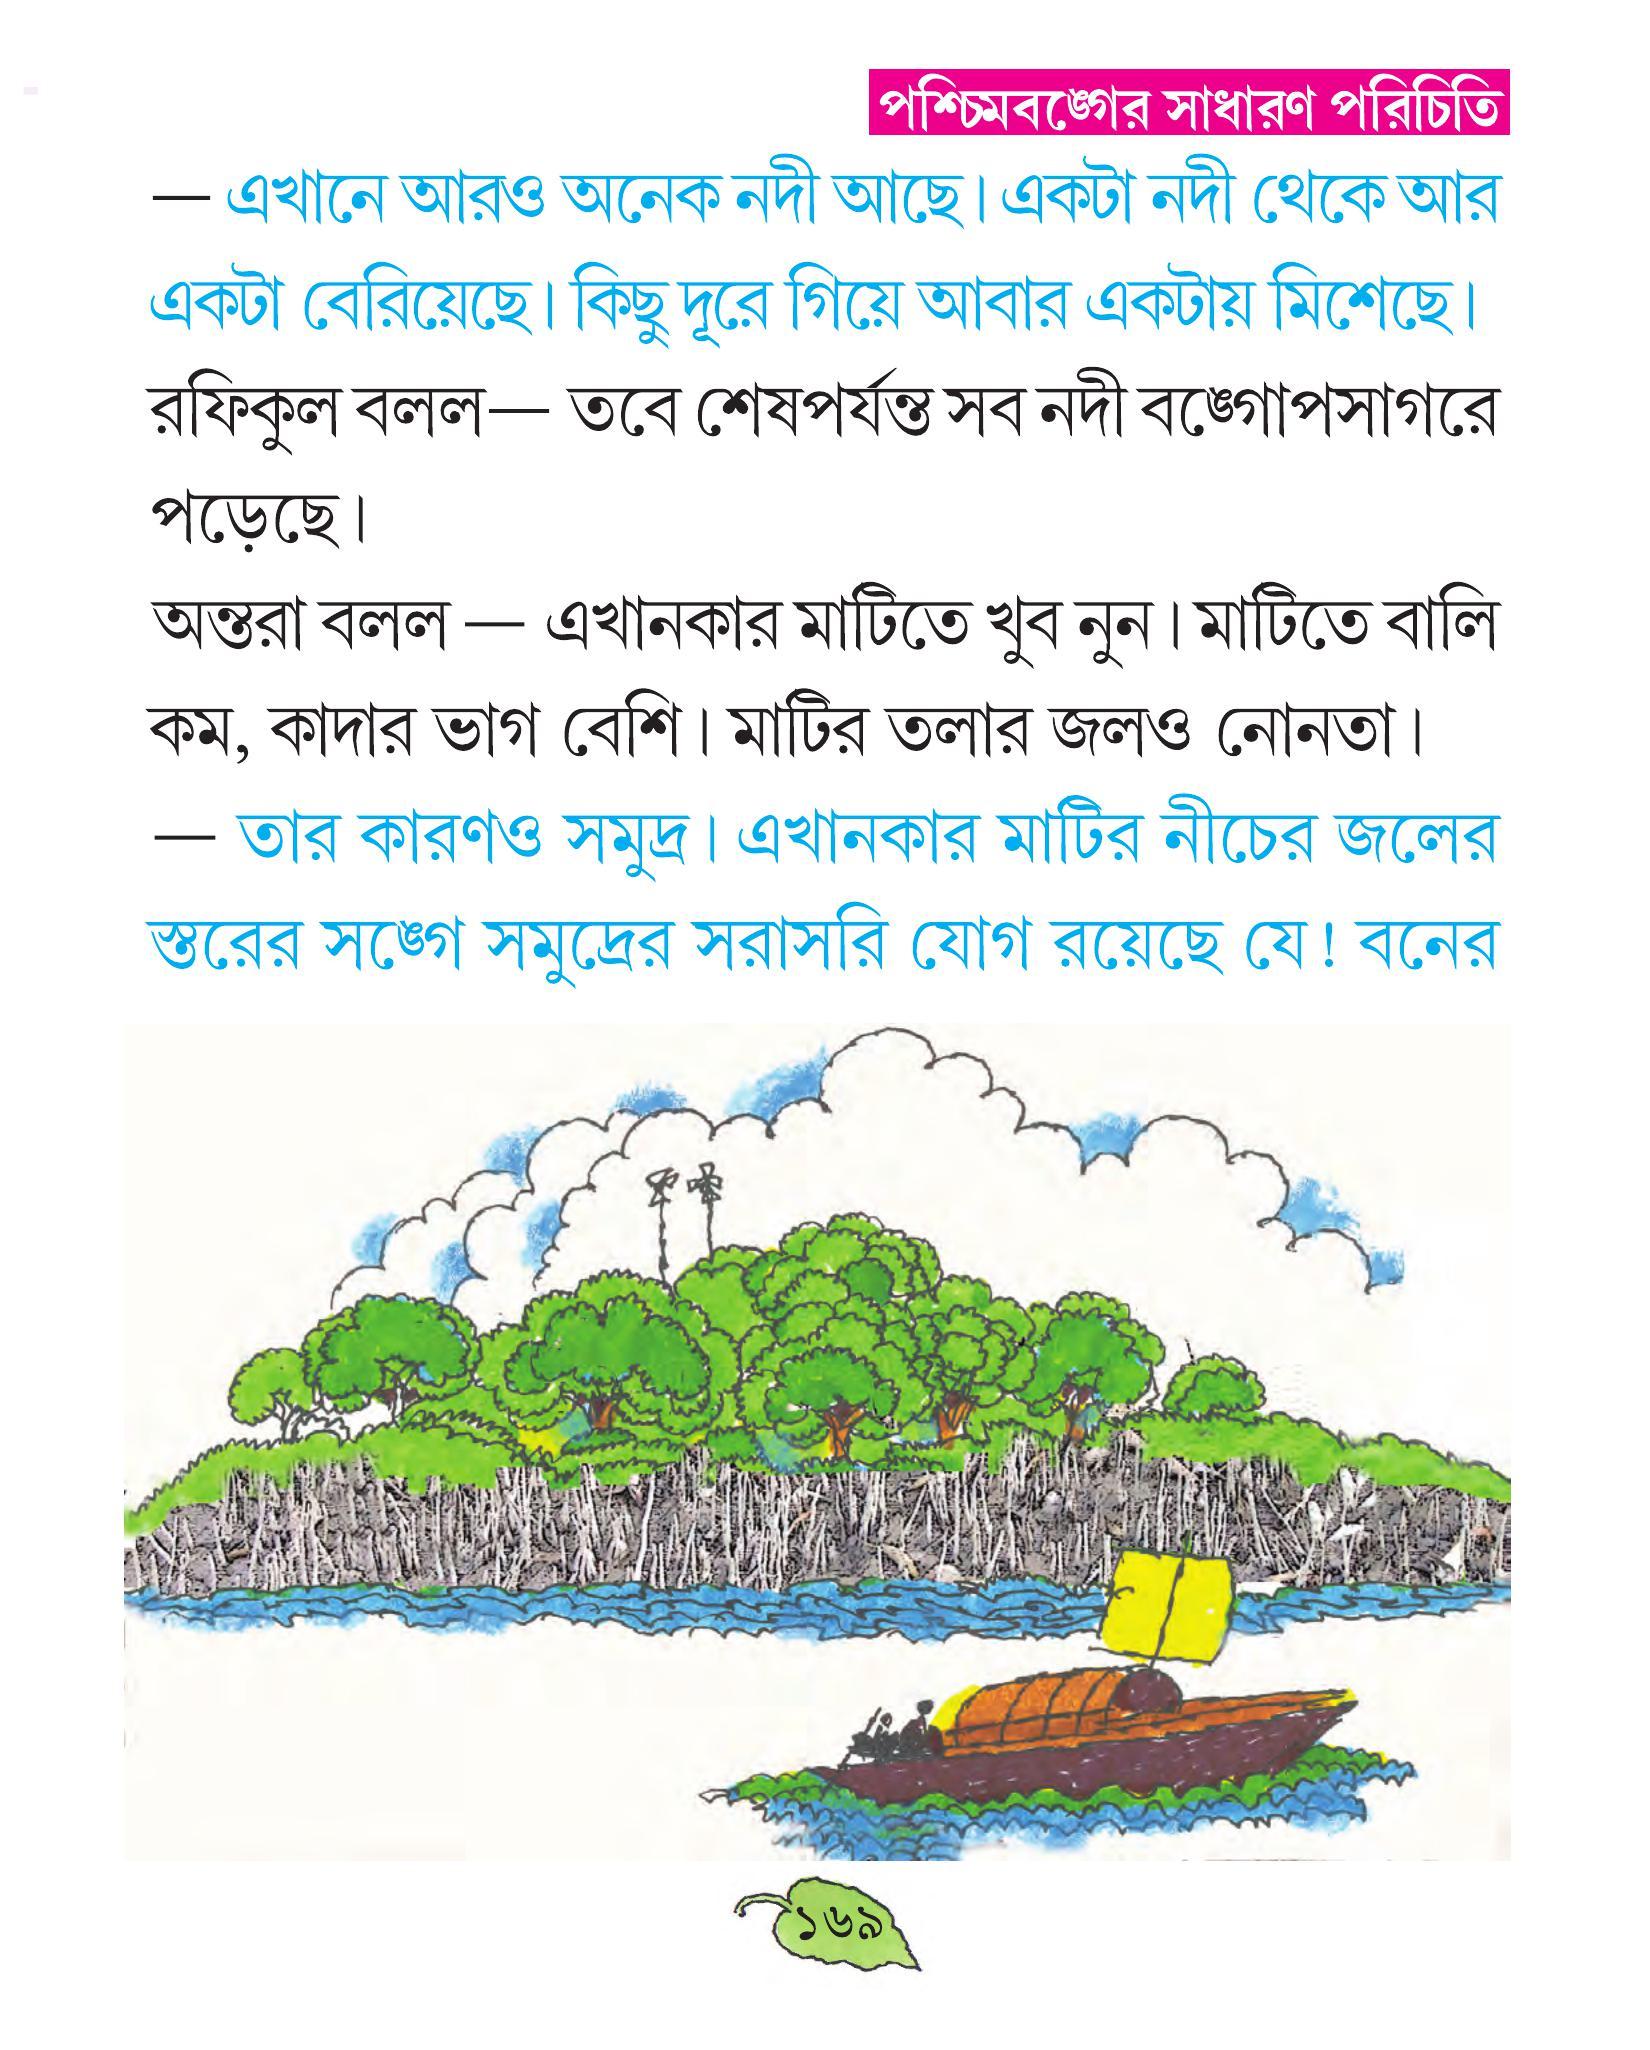 পশ্চিমবঙ্গের সাধারণ পরিচিতি
— এখানে আরও অনেক নদী আছে। একটা নদী থেকে আর
একটা বেরিয়েছে। কিছু দূরে গিয়ে আবার একটায় মিশেছে।
রফিকুল বলল— তবে শেষপর্যন্ত সব নদী বঙ্গোপসাগরে
পড়েছে।
অন্তরা বলল — এখানকার মাটিতে খুব নুন। মাটিতে বালি
কম, কাদার ভাগ বেশি। মাটির তলার জলও নোনতা।
— তার কারণও সমুদ্র। এখানকার মাটির নীচের জলের
স্তরের সঙ্গে সমুদ্রের সরাসরি যোগ রয়েছে যে! বনের
১৬৯